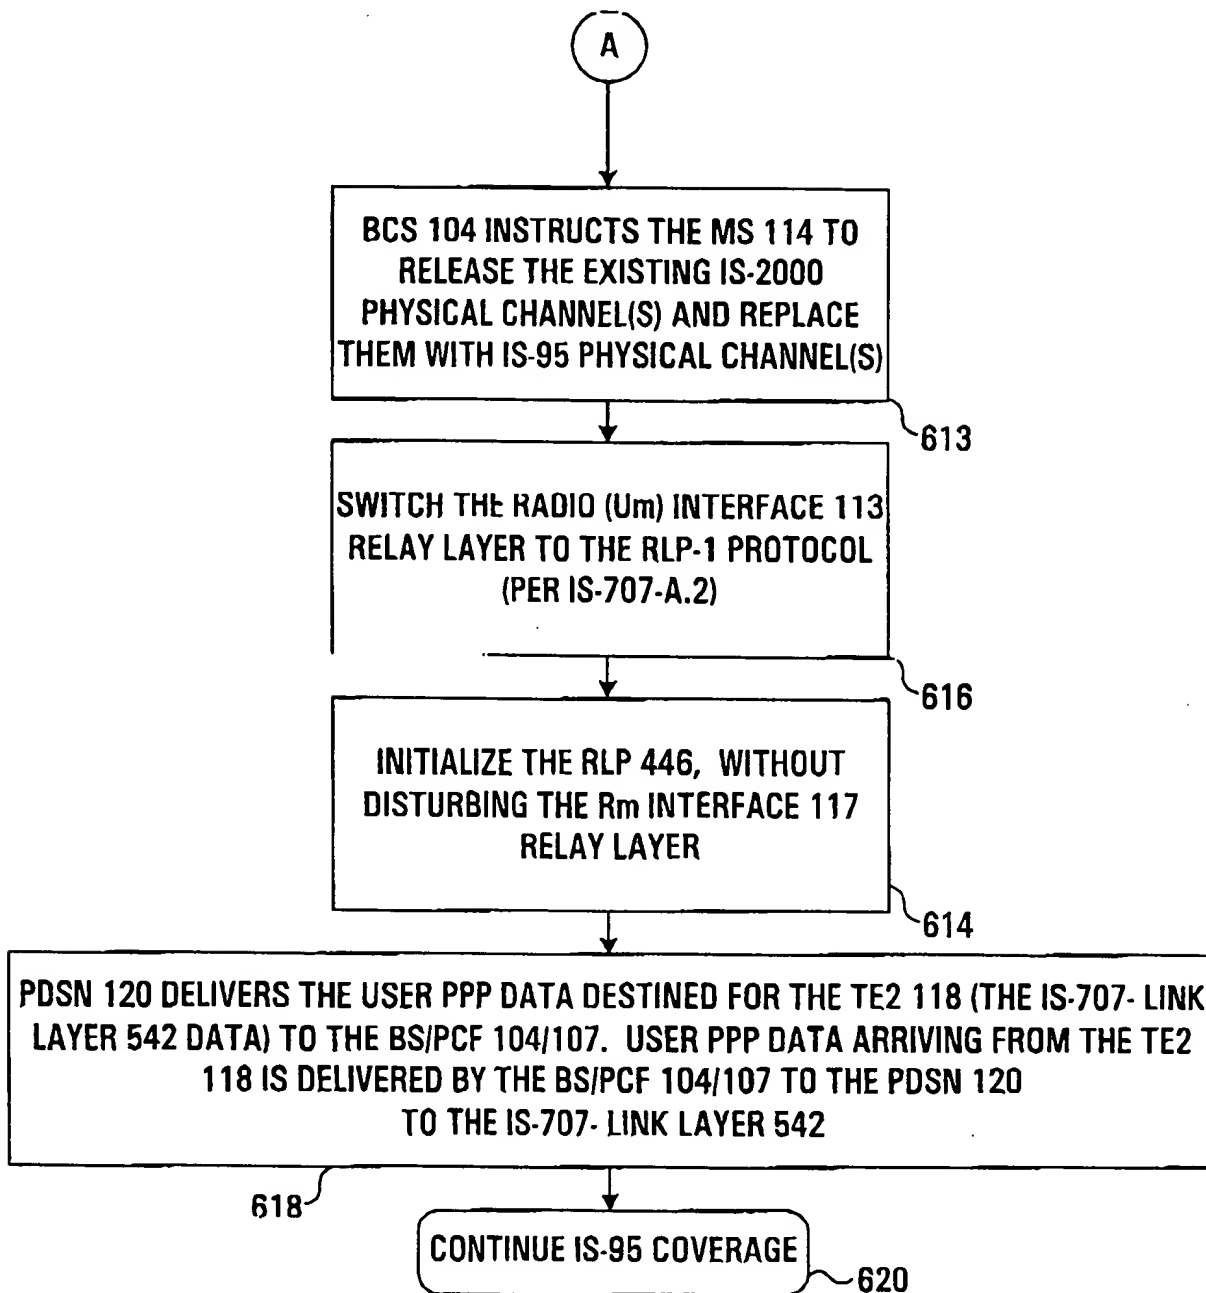 A
BCS 104 INSTRUCTS THE MS 114 TO
RELEASE THE EXISTING IS-2000
PHYSICAL CHANNEL(S) AND REPLACE
THEM WITH IS-95 PHYSICAL CHANNEL(S)
613
SWITCH THE RADIO (Um) INTERFACE 113
RELAY LAYER TO THE RLP-1 PROTOCOL
(PER IS-707-A.2)
616
INITIALIZE THE RLP 446, WITHOUT
DISTURBING THE Rm INTERFACE 117
RELAY LAYER
614
PDSN 120 DELIVERS THE USER PPP DATA DESTINED FOR THE TE2 118 (THE IS-707- LINK
LAYER 542 DATA) TO THE BS/PCF 104/107. USER PPP DATA ARRIVING FROM THE TE2
118 IS DELIVERED BY THE BS/PCF 104/107 TO THE PDSN 120
TO THE IS-707- LINK LAYER 542
618
CONTINUE IS-95 COVERAGE
620